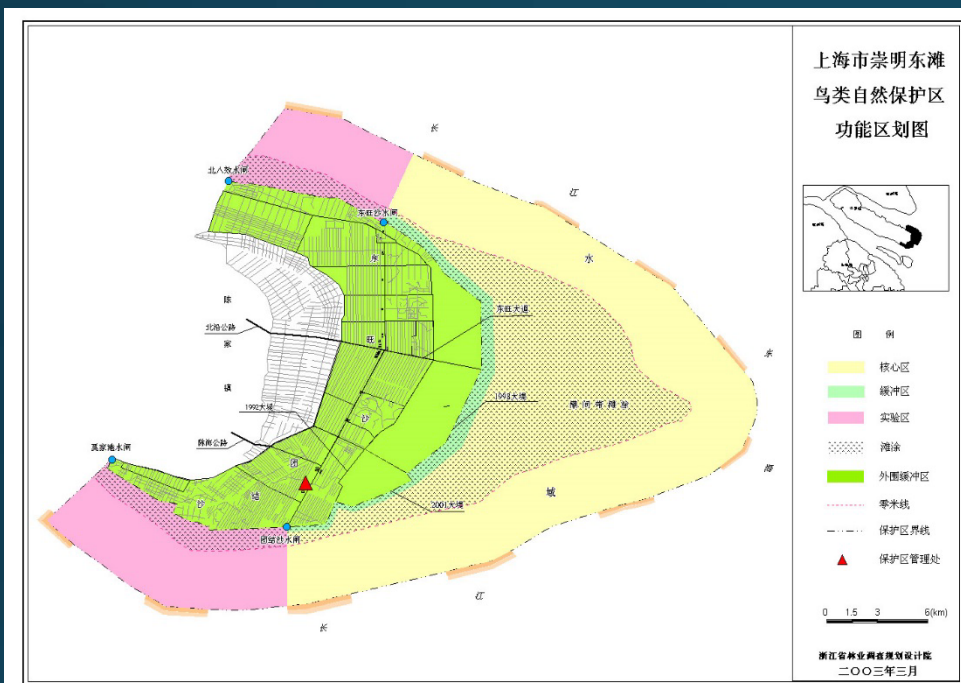 上海市崇明东滩
鸟类自然保护区
功能区划图
长
江
北八滧水闸
东旺沙水闸
东
水
陈
东旺大道
北沿公路
旺
家
东
镇
1998大堤
潮间带滩涂
1992大堤
沙
陈海公路
团
海
沙
结
2001大堤
域
团结沙水闸
江
长
图 例
核心区
缓冲区
实验区
滩涂
外围缓冲区
零米线
保护区界线
保护区管理处
0 1.5 3 6(km)
浙江省林业调查规划设计院
二〇〇三年三月